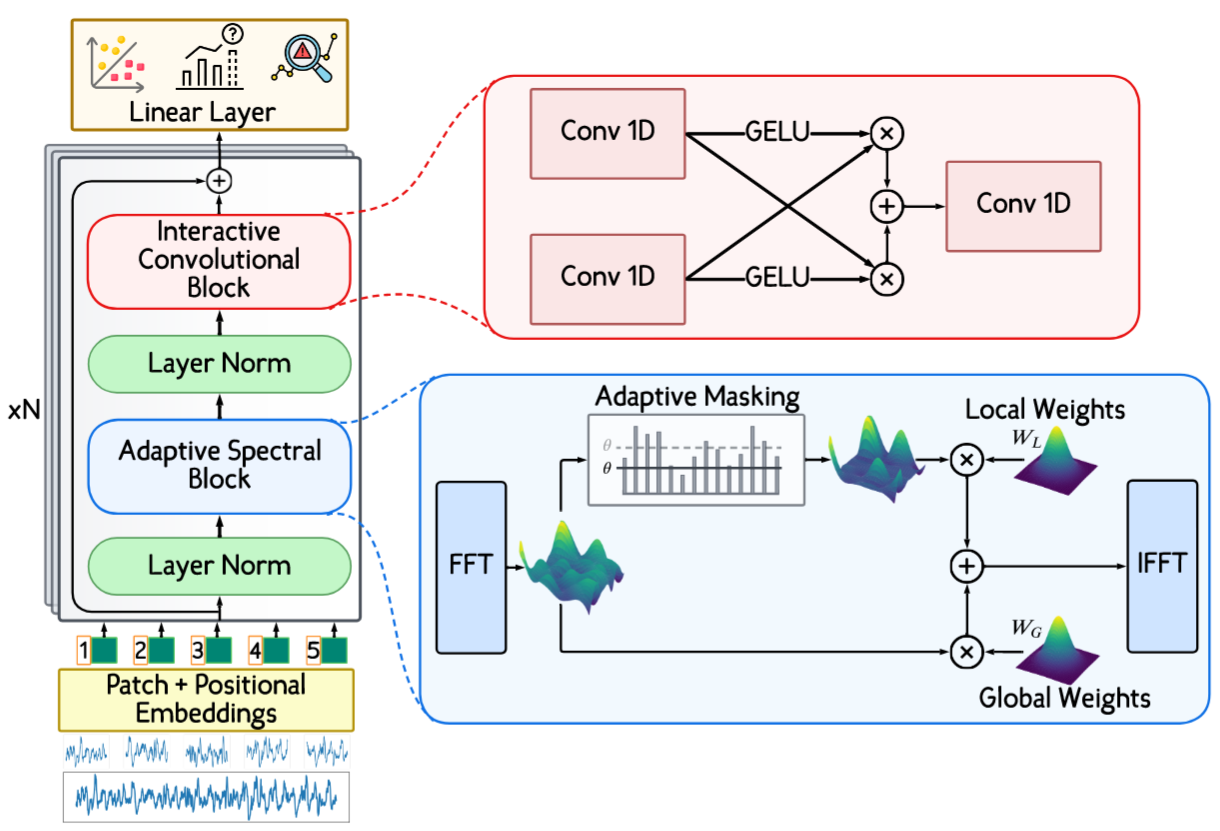 ?
Linear Layer
+
Interactive
Convolutional
Block
Layer Norm
xN
Adaptive Spectral
Block
Layer Norm
1 2 3 4 5
Patch + Positional
Embeddings
Conv 1D
GELU
×
+
Conv 1D
Conv 1D
GELU
×
Adaptive Masking
θ
θ
Local Weights
W_L
×
FFT
+
IFFT
W_G
×
Global Weights